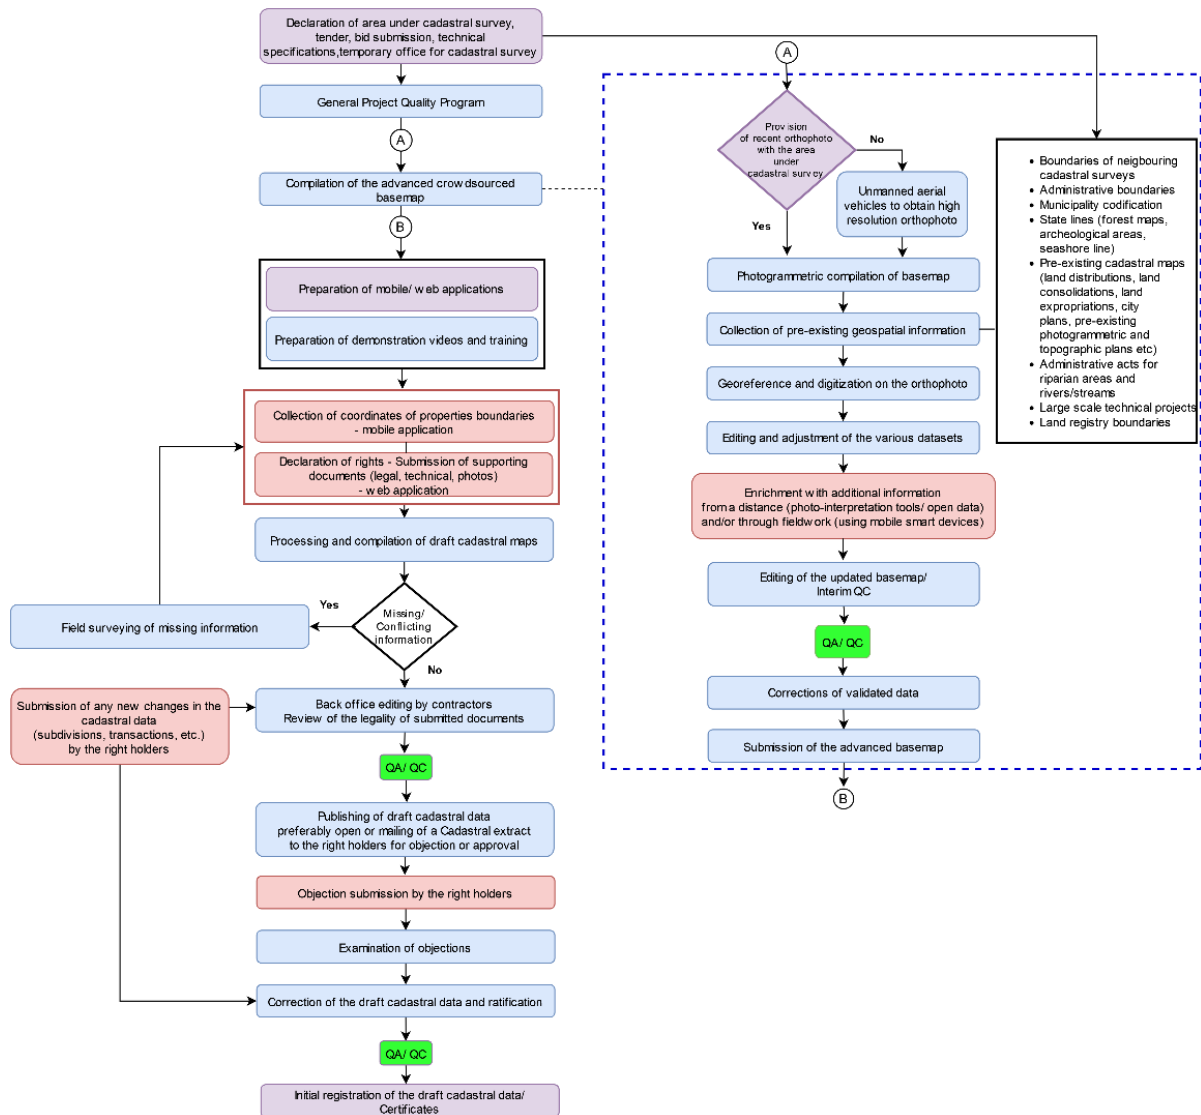 Declaration of area under cadastral survey,
tender, bid submission, technical
specifications,temporary office for cadastral survey
General Project Quality Program
A
Compilation of the advanced crowdsourced
basemap
B
Preparation of mobile/ web applications
Preparation of demonstration videos and training
Collection of coordinates of properties boundaries
- mobile application
Declaration of rights - Submission of supporting
documents (legal, technical, photos)
- web application
Processing and compilation of draft cadastral maps
Missing/
Conflicting
information
Yes
No
Field surveying of missing information
Submission of any new changes in the
cadastral data
(subdivisions, transactions, etc.)
by the right holders
Back office editing by contractors
Review of the legality of submitted documents
QA/ QC
Publishing of draft cadastral data
preferably open or mailing of a Cadastral extract
to the right holders for objection or approval
Objection submission by the right holders
Examination of objections
Correction of the draft cadastral data and ratification
QA/ QC
Initial registration of the draft cadastral data/
Certificates
A
Provision
of recent orthophoto
with the area
under
cadastral survey
No
Yes
Unmanned aerial
vehicles to obtain high
resolution orthophoto
Photogrammetric compilation of basemap
Collection of pre-existing geospatial information
Georeference and digitization on the orthophoto
Editing and adjustment of the various datasets
Enrichment with additional information
from a distance (photo-interpretation tools/ open data)
and/or through fieldwork (using mobile smart devices)
Editing of the updated basemap/
Interim QC
QA/ QC
Corrections of validated data
Submission of the advanced basemap
B
• Boundaries of neigbouring
cadastral surveys
• Administrative boundaries
• Municipality codification
• State lines (forest maps,
archeological areas,
seashore line)
• Pre-existing cadastral maps
(land distributions, land
consolidations, land
expropriations, city
plans, pre-existing
photogrammetric and
topographic plans etc)
• Administrative acts for
riparian areas and
rivers/streams
• Large scale technical projects
• Land registry boundaries